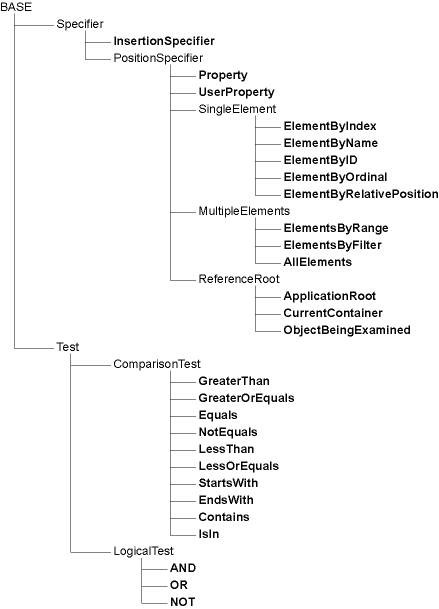 BASE
Specifier
InsertionSpecifier
PositionSpecifier
Property
UserProperty
SingleElement
ElementByIndex
ElementByName
ElementByID
ElementByOrdinal
ElementByRelativePosition
MultipleElements
ElementsByRange
ElementsByFilter
AllElements
ReferenceRoot
ApplicationRoot
CurrentContainer
ObjectBeingExamined
Test
ComparisonTest
GreaterThan
GreaterOrEquals
Equals
NotEquals
LessThan
LessOrEquals
StartsWith
EndsWith
Contains
IsIn
LogicalTest
AND
OR
NOT